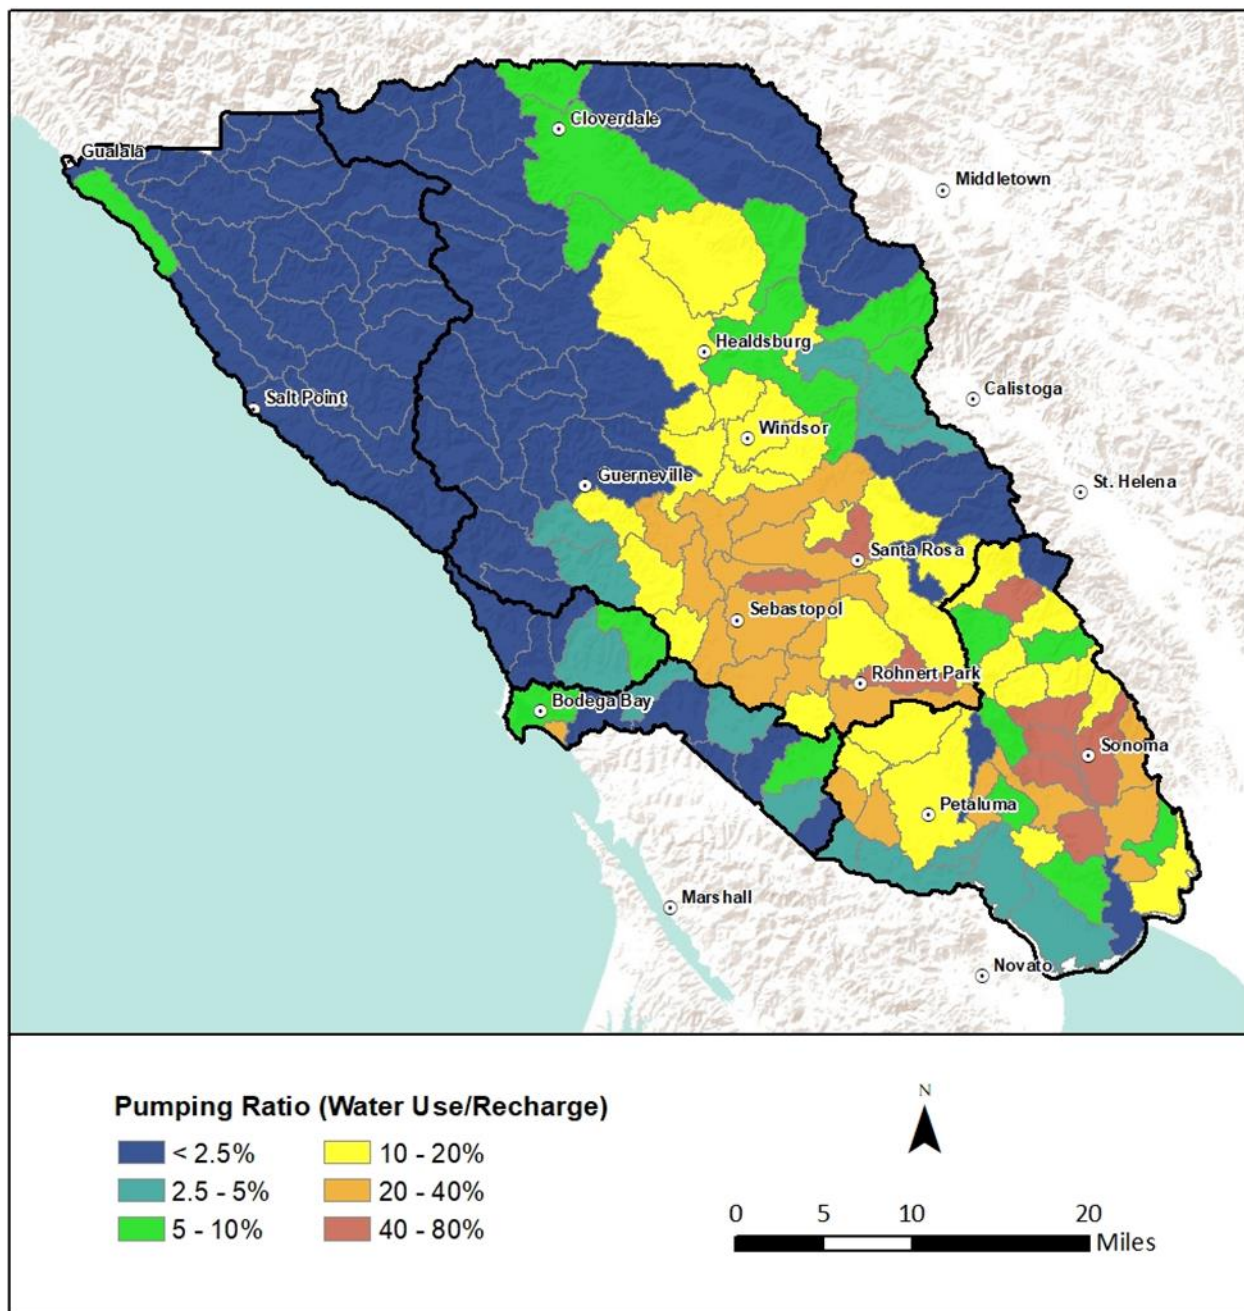 Cloverdale
Gualala
Middletown
Healdsburg
Calistoga
Salt Point
Windsor
Guerneville
St. Helena
Santa Rosa
Sebastopol
Rohnert Park
Bodega Bay
Sonoma
Petaluma
Marshall
Novato
Pumping Ratio (Water Use/Recharge)
< 2.5%
10 - 20%
2.5 - 5%
20 - 40%
5 - 10%
40 - 80%
N
0 5 10 20
Miles